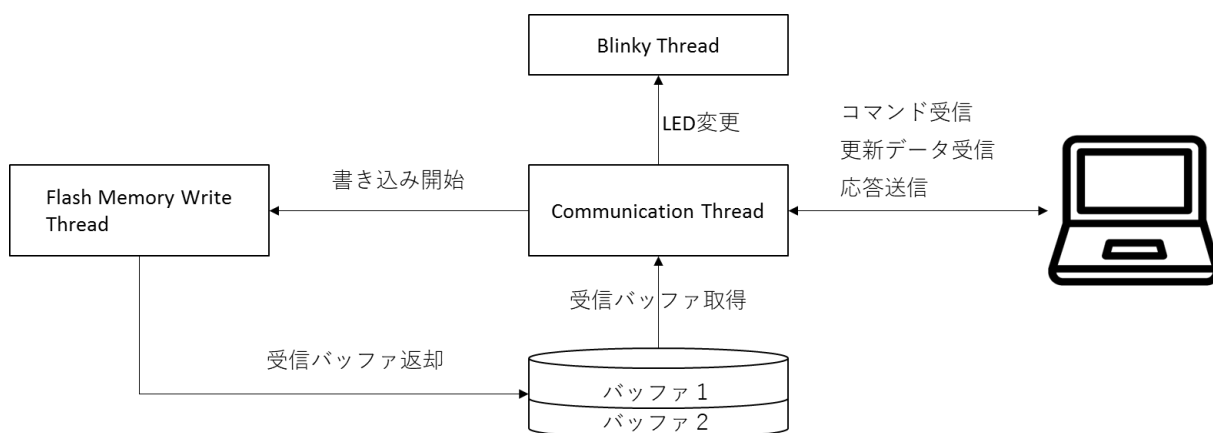 Blinky Thread
LED変更
コマンド受信
更新データ受信
応答送信
書き込み開始
Flash Memory Write
Thread
Communication Thread
受信バッファ取得
受信バッファ返却
バッファ１
バッファ２